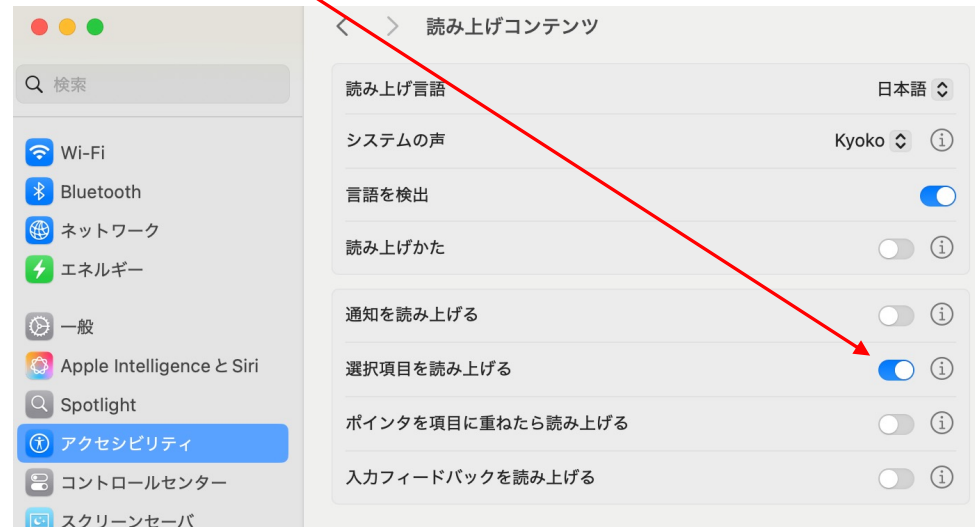 読み上げコンテンツ
検索
Wi-Fi
Bluetooth
ネットワーク
エネルギー
一般
Apple Intelligence と Siri
Spotlight
アクセシビリティ
コントロールセンター
スクリーンセーバ
読み上げ言語 日本語
システムの声 Kyoko
言語を検出
読み上げかた
通知を読み上げる
選択項目を読み上げる
ポインタを項目に重ねたら読み上げる
入力フィードバックを読み上げる